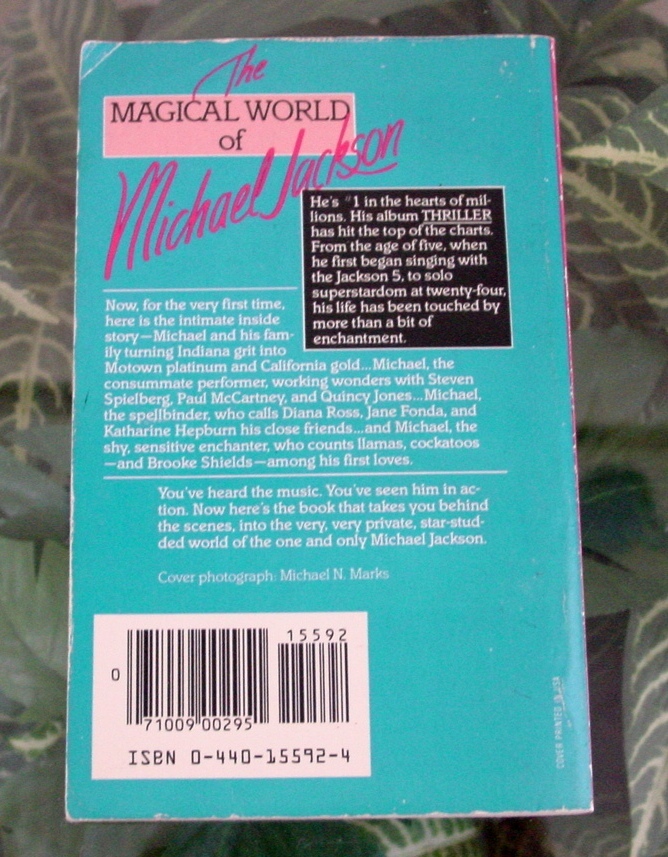 The
MAGICAL WORLD
of
Michael Jackson
He's #1 in the hearts of mil-
lions. His album THRILLER
has hit the top of the charts.
From the age of five, when
he first began singing with
the Jackson 5, to solo
superstardom at twenty-four,
his life has been touched by
more than a bit of
enchantment.
Now, for the very first time,
here is the intimate inside
story—Michael and his fam-
ily turning Indiana grit into
Motown platinum and California gold...Michael, the
consummate performer, working wonders with Steven
Spielberg, Paul McCartney, and Quincy Jones...Michael,
the spellbinder, who calls Diana Ross, Jane Fonda, and
Katharine Hepburn his close friends...and Michael, the
shy, sensitive enchanter, who counts llamas, cockatoos
—and Brooke Shields—among his first loves.
You've heard the music. You've seen him in ac-
tion. Now here's the book that takes you behind
the scenes, into the very, very private, star-stud-
ded world of the one and only Michael Jackson.
Cover photograph: Michael N. Marks
15592
0
71009 00295
ISBN 0-440-15592-4
COVER PRINTED IN USA